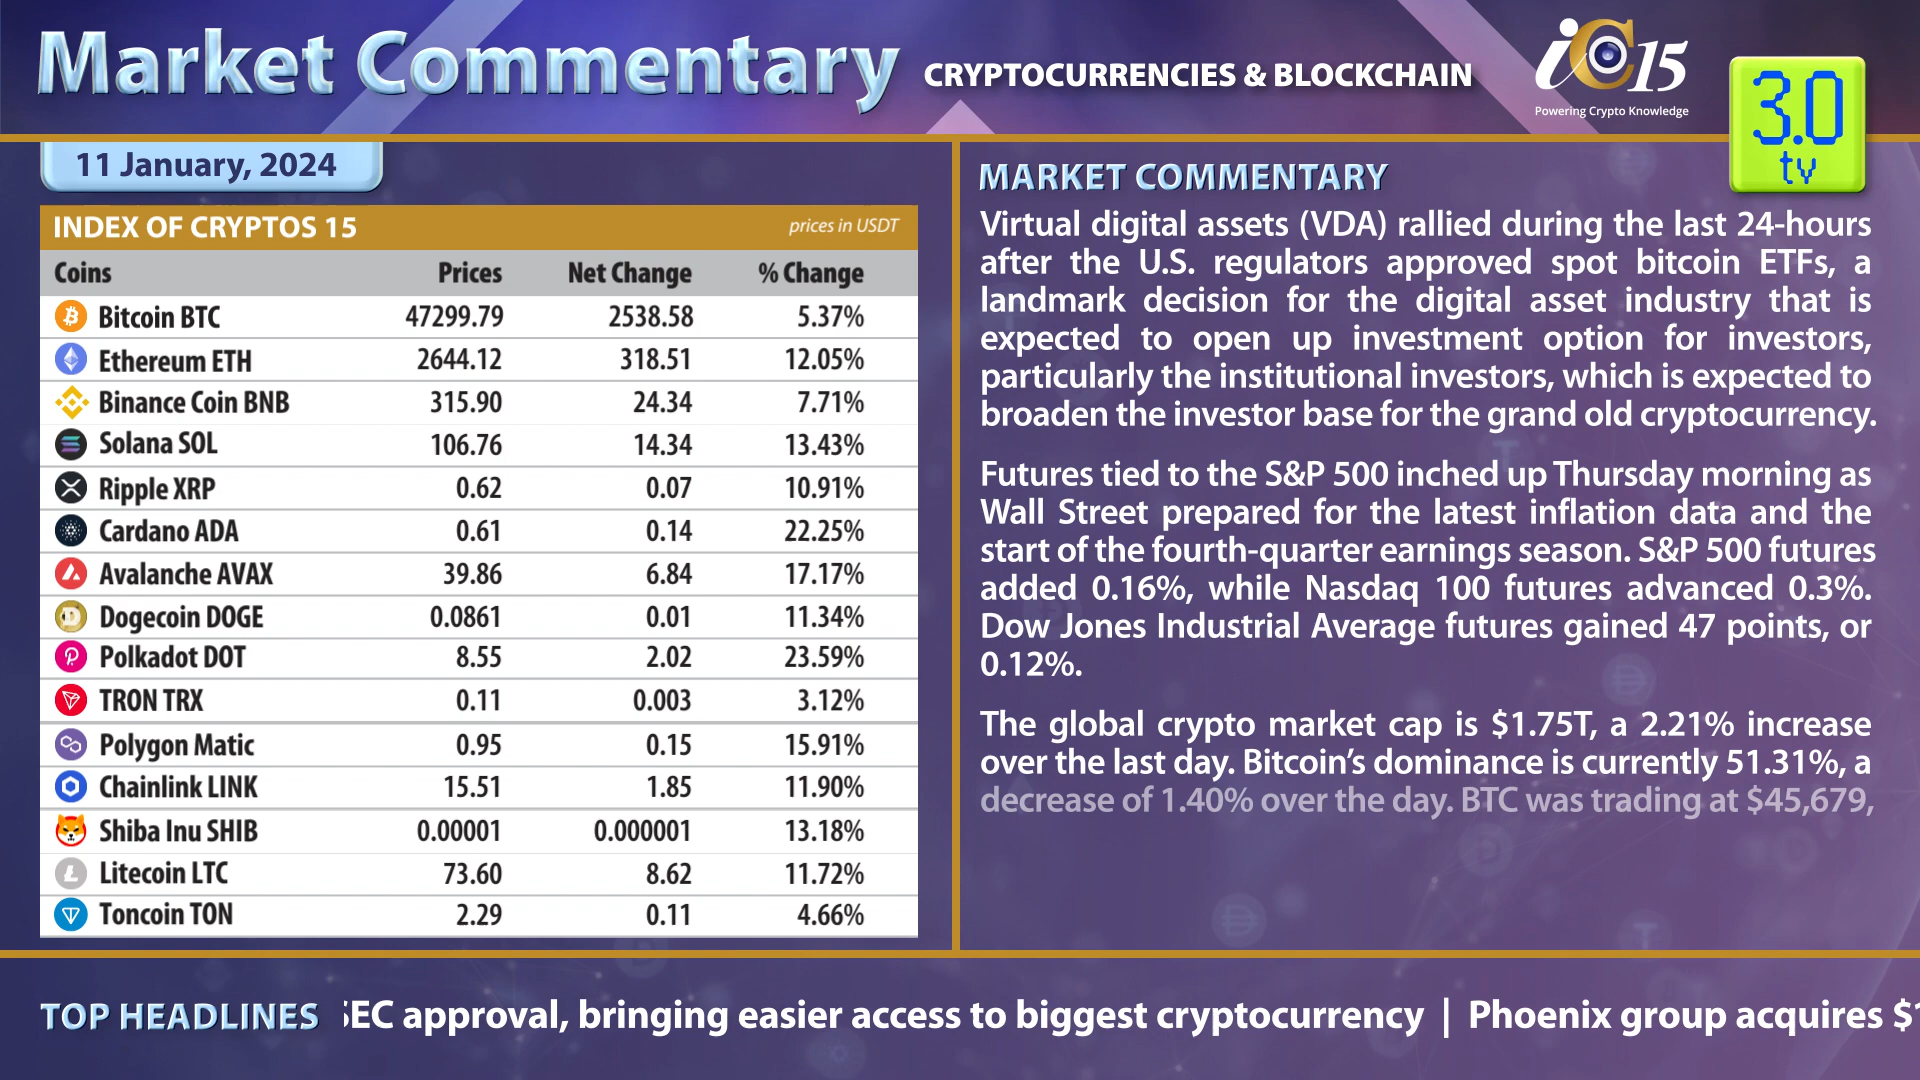 Market Commentary
CRYPTOCURRENCIES & BLOCKCHAIN
iC15
Powering Crypto Knowledge
3.0
tv
11 January, 2024
INDEX OF CRYPTOS 15 prices in USDT
Coins Prices Net Change % Change
Bitcoin BTC 47299.79 2538.58 5.37%
Ethereum ETH 2644.12 318.51 12.05%
Binance Coin BNB 315.90 24.34 7.71%
Solana SOL 106.76 14.34 13.43%
Ripple XRP 0.62 0.07 10.91%
Cardano ADA 0.61 0.14 22.25%
Avalanche AVAX 39.86 6.84 17.17%
Dogecoin DOGE 0.0861 0.01 11.34%
Polkadot DOT 8.55 2.02 23.59%
TRON TRX 0.11 0.003 3.12%
Polygon Matic 0.95 0.15 15.91%
Chainlink LINK 15.51 1.85 11.90%
Shiba Inu SHIB 0.00001 0.000001 13.18%
Litecoin LTC 73.60 8.62 11.72%
Toncoin TON 2.29 0.11 4.66%
MARKET COMMENTARY
Virtual digital assets (VDA) rallied during the last 24-hours
after the U.S. regulators approved spot bitcoin ETFs, a
landmark decision for the digital asset industry that is
expected to open up investment option for investors,
particularly the institutional investors, which is expected to
broaden the investor base for the grand old cryptocurrency.
Futures tied to the S&P 500 inched up Thursday morning as
Wall Street prepared for the latest inflation data and the
start of the fourth-quarter earnings season. S&P 500 futures
added 0.16%, while Nasdaq 100 futures advanced 0.3%.
Dow Jones Industrial Average futures gained 47 points, or
0.12%.
The global crypto market cap is $1.75T, a 2.21% increase
over the last day. Bitcoin’s dominance is currently 51.31%, a
decrease of 1.40% over the day. BTC was trading at $45,679,
TOP HEADLINES SEC approval, bringing easier access to biggest cryptocurrency | Phoenix group acquires $1